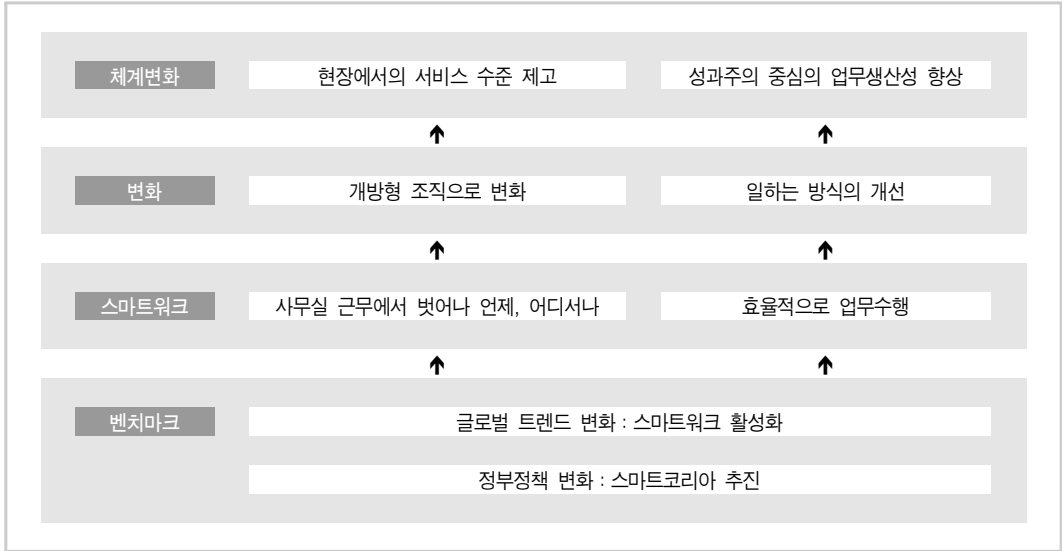 체계변화 현장에서의 서비스 수준 제고 성과주의 중심의 업무생산성 향상
변화 개방형 조직으로 변화 일하는 방식의 개선
스마트워크 사무실 근무에서 벗어나 언제, 어디서나 효율적으로 업무수행
벤치마크 글로벌 트렌드 변화 : 스마트워크 활성화
정부정책 변화 : 스마트코리아 추진